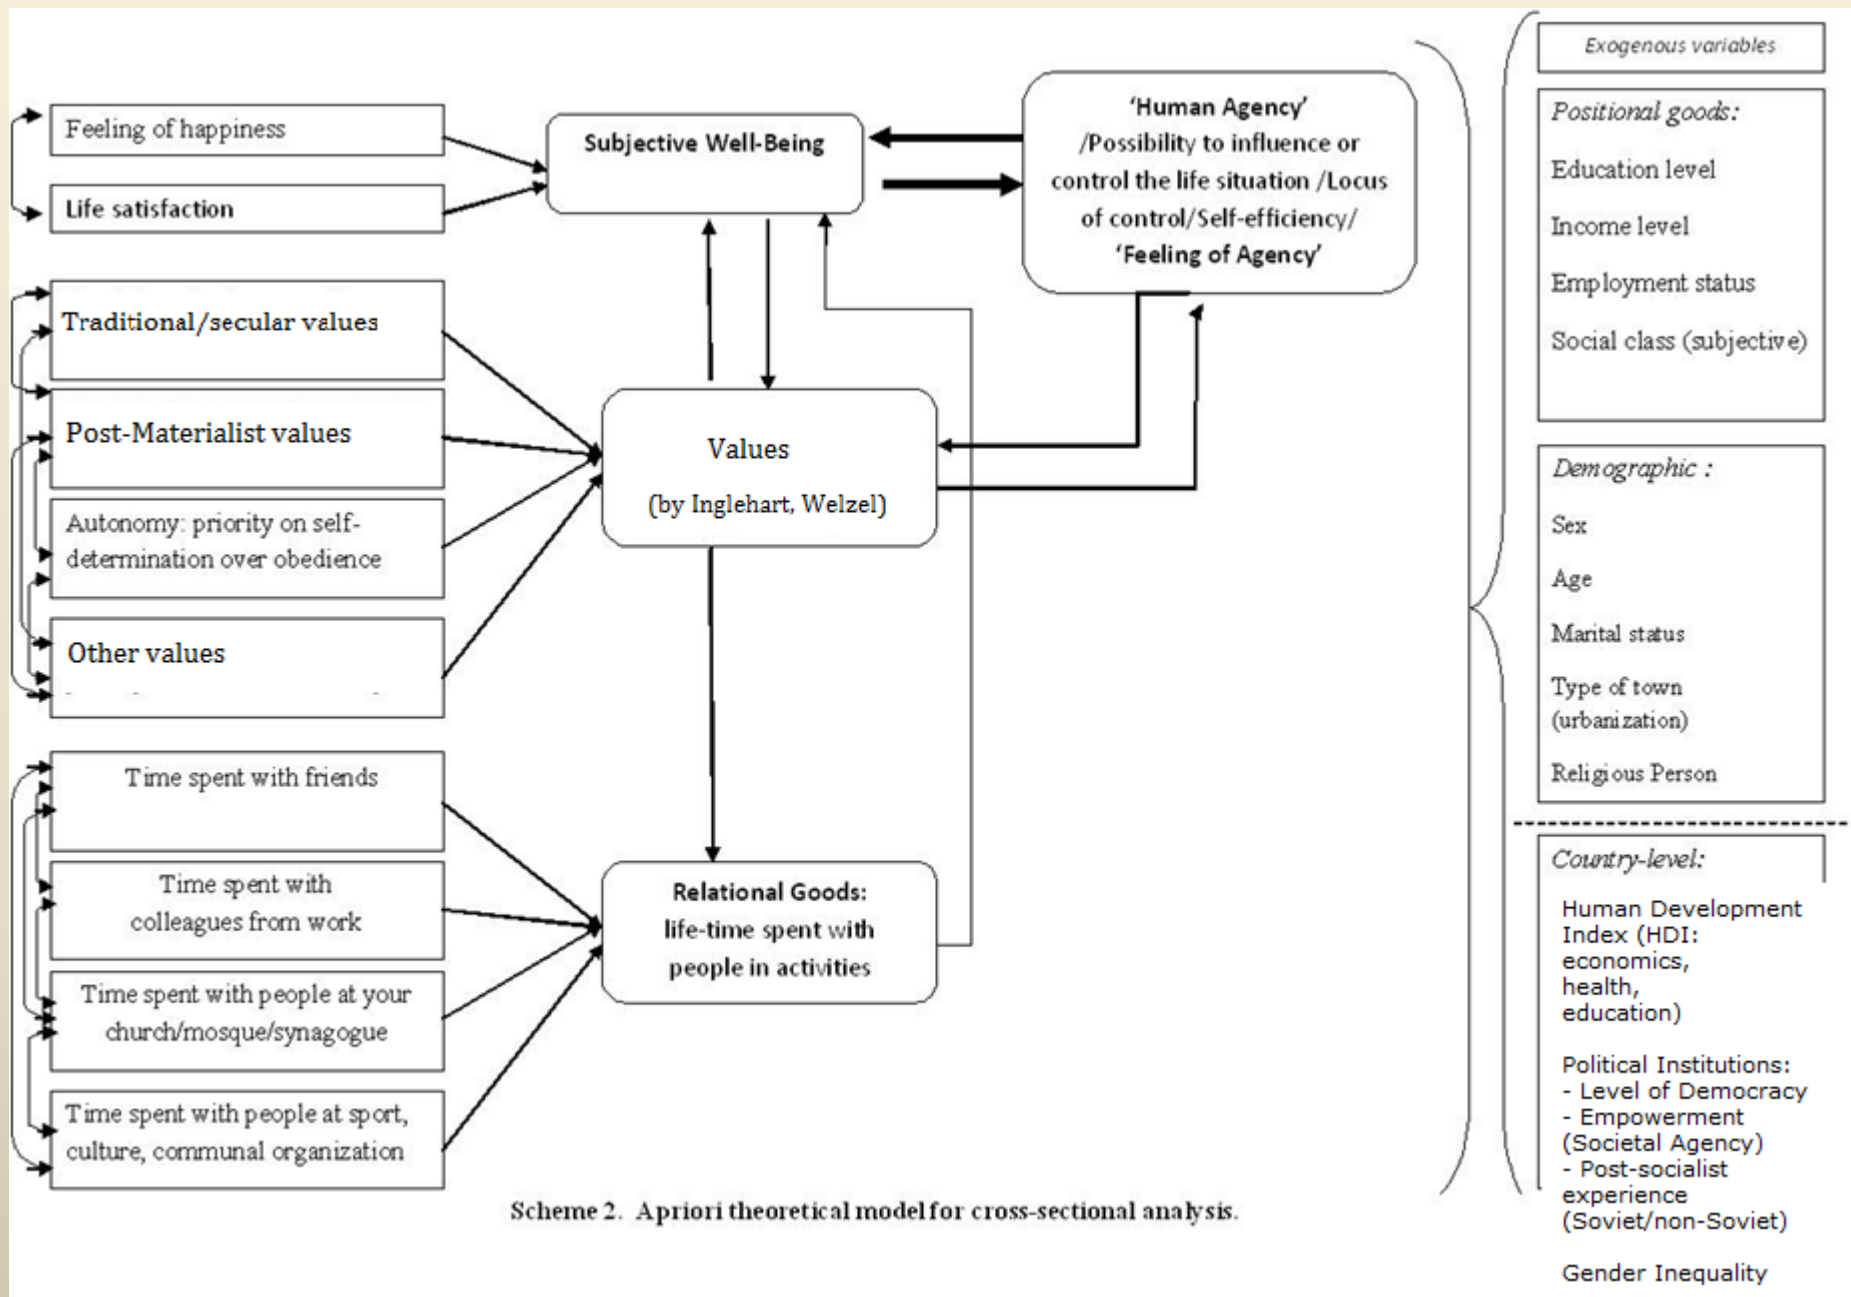 Feeling of happiness
Life satisfaction
Traditional/secular values
Post-Materialist values
Autonomy: priority on self-
determination over obedience
Other values
Time spent with friends
Time spent with
colleagues from work
Time spent with people at your
church/mosque/synagogue
Time spent with people at sport,
culture, communal organization
Subjective Well-Being
Values
(by Inglehart, Welzel)
Relational Goods:
life-time spent with
people in activities
‘Human Agency’
/Possibility to influence or
control the life situation /Locus
of control/Self-efficiency/
‘Feeling of Agency’
Exogenous variables
Positional goods:
Education level
Income level
Employment status
Social class (subjective)
Demographic :
Sex
Age
Marital status
Type of town
(urbanization)
Religious Person
Country-level:
Human Development
Index (HDI:
economics,
health,
education)
Political Institutions:
- Level of Democracy
- Empowerment
(Societal Agency)
- Post-socialist
experience
(Soviet/non-Soviet)
Gender Inequality
Scheme 2. Apriori theoretical model for cross-sectional analysis.